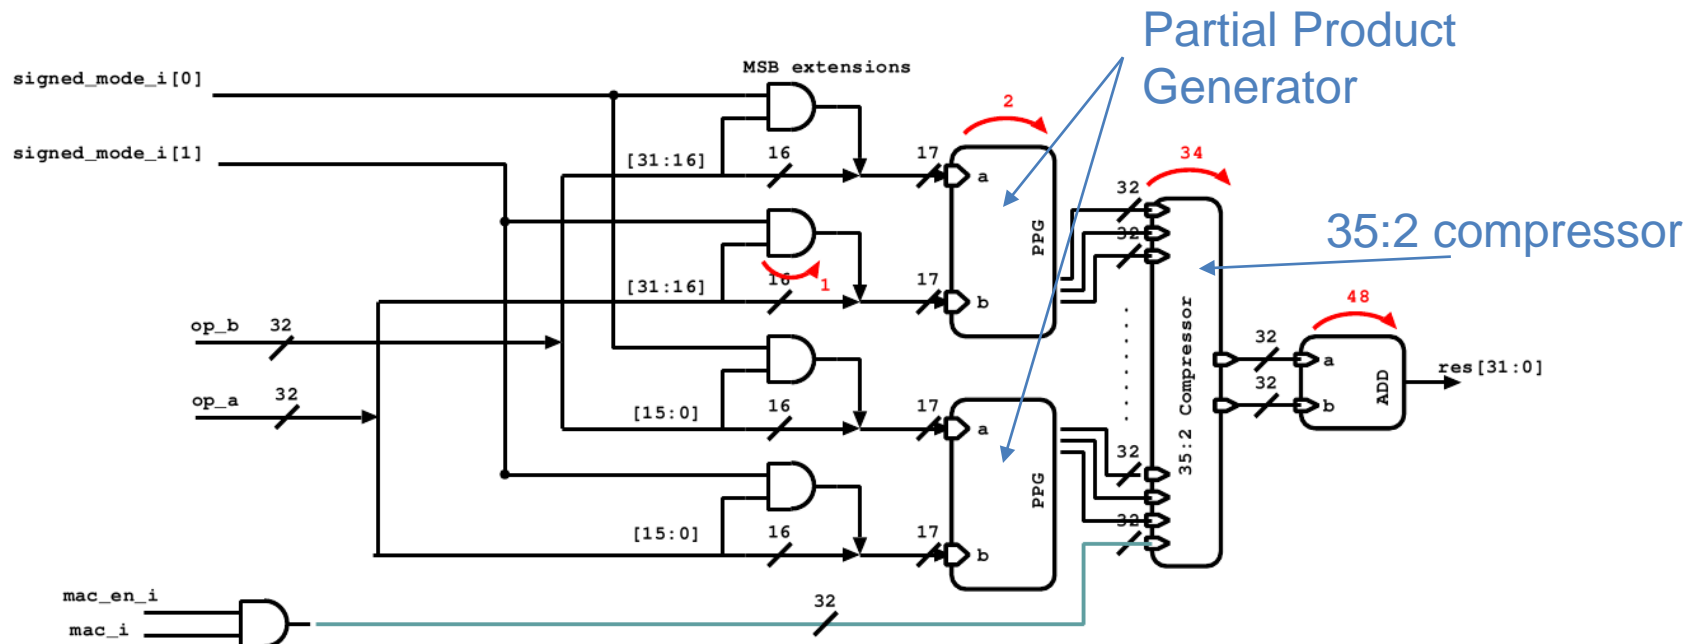 Partial Product
Generator
MSB extensions
signed_mode_i[0]
2
signed_mode_i[1]
[31:16]
16
17
a
34
32
PPG
32
35:2 compressor
[31:16]
16
1
17
b
48
op_b
32
32
a
op_a
32
32
b
ADD
res[31:0]
35:2 Compressor
[15:0]
16
17
a
32
PPG
[15:0]
16
17
b
32
mac_en_i
mac_i
32